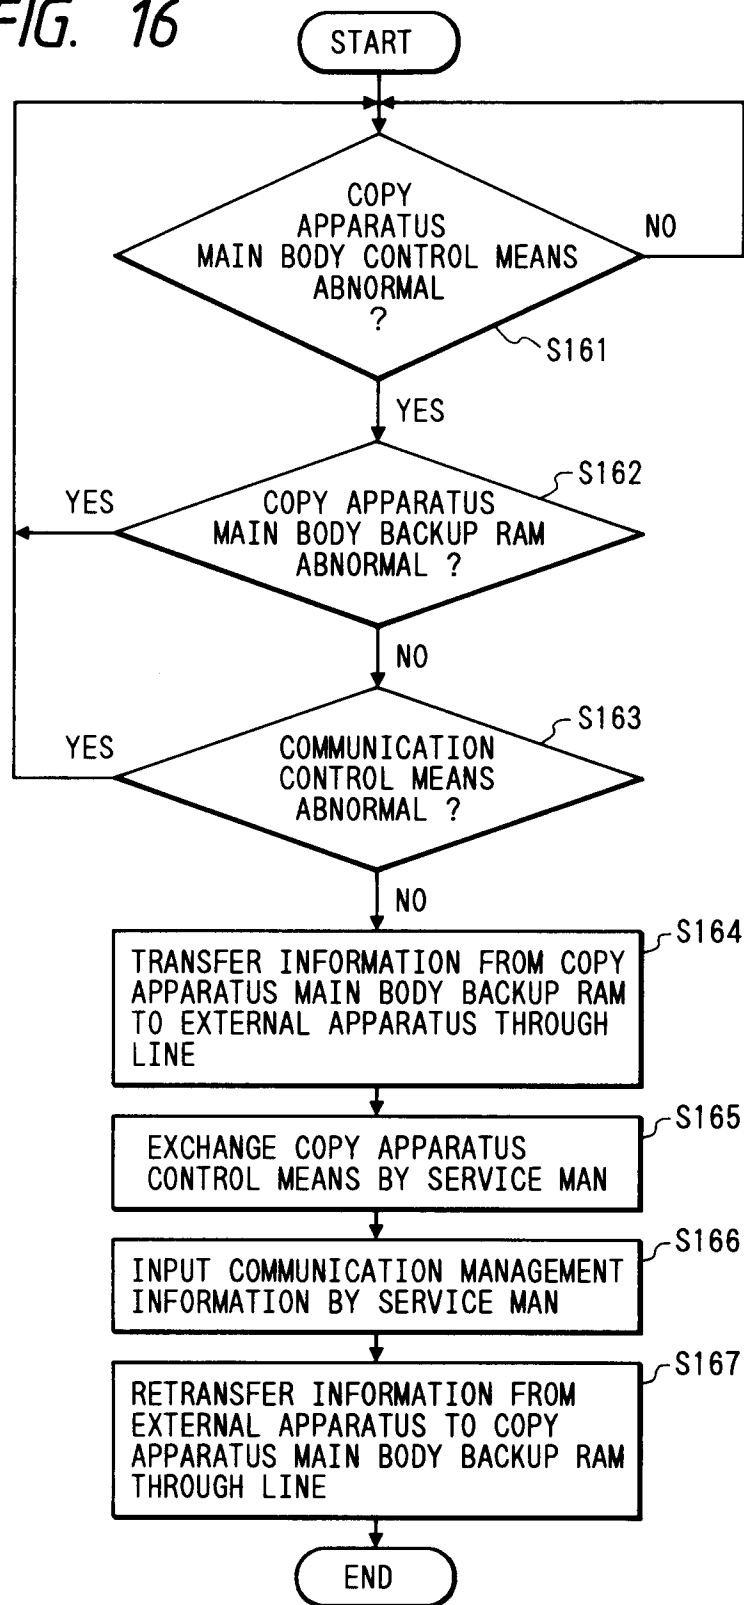 FIG. 16
START
COPY
APPARATUS
MAIN BODY CONTROL MEANS
ABNORMAL
?
NO
S161
YES
S162
YES
COPY APPARATUS
MAIN BODY BACKUP RAM
ABNORMAL ?
NO
S163
YES
COMMUNICATION
CONTROL MEANS
ABNORMAL ?
NO
S164
TRANSFER INFORMATION FROM COPY
APPARATUS MAIN BODY BACKUP RAM
TO EXTERNAL APPARATUS THROUGH
LINE
S165
EXCHANGE COPY APPARATUS
CONTROL MEANS BY SERVICE MAN
S166
INPUT COMMUNICATION MANAGEMENT
INFORMATION BY SERVICE MAN
S167
RETRANSFER INFORMATION FROM
EXTERNAL APPARATUS TO COPY
APPARATUS MAIN BODY BACKUP RAM
THROUGH LINE
END